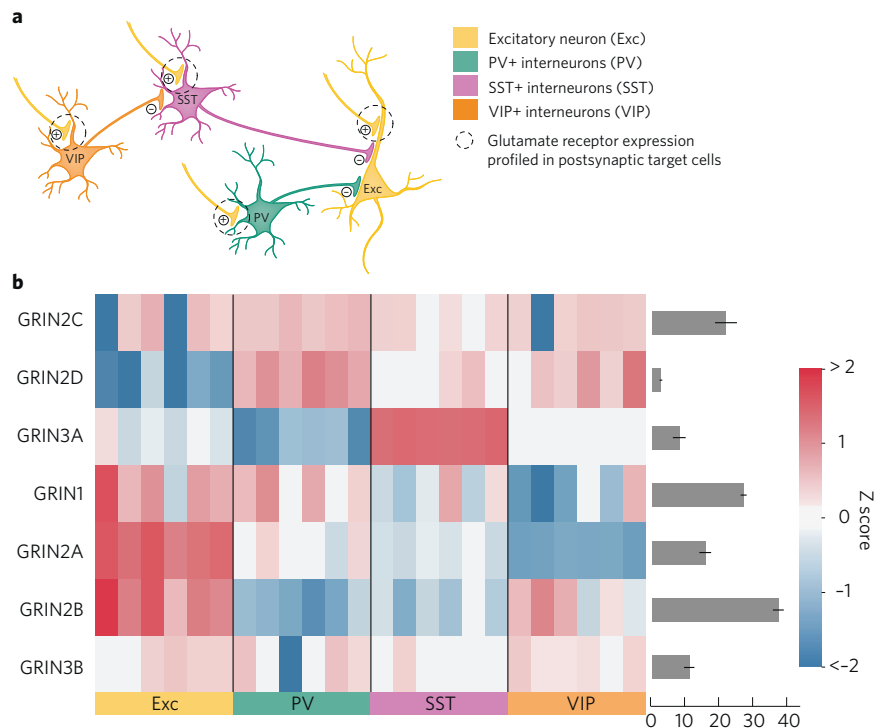 a
Excitatory neuron (Exc)
PV+ interneurons (PV)
SST+ interneurons (SST)
VIP+ interneurons (VIP)
Glutamate receptor expression
profiled in postsynaptic target cells
+
SST
−
+
VIP
+
−
Exc
−
+
PV
b
GRIN2C
GRIN2D
GRIN3A
GRIN1
GRIN2A
GRIN2B
GRIN3B
Exc
PV
SST
VIP
0 10 20 30 40
> 2
1
0
−1
<−2
Z score